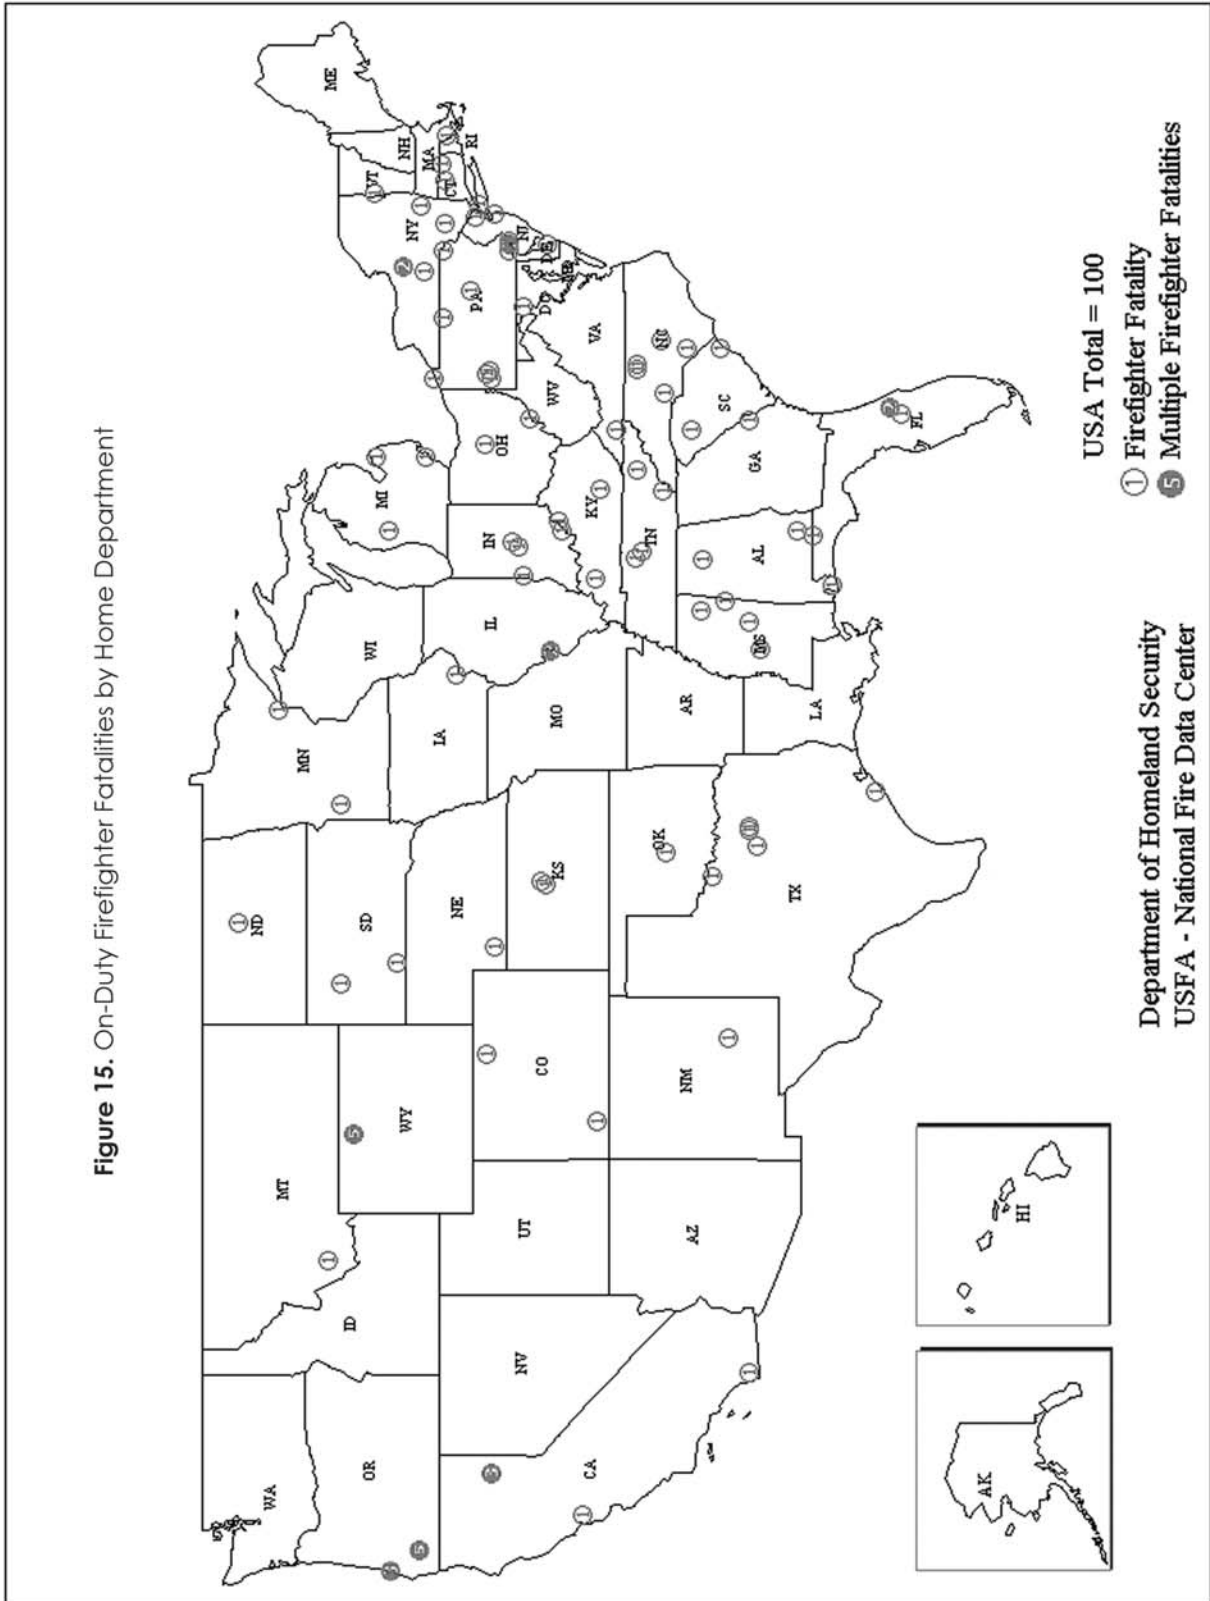 Figure 15. On-Duty Firefighter Fatalities by Home Department
WA
MT
ND
MN
ME
VT
NH
OR
ID
SD
WI
MI
NY
MA
CT
RI
WY
NE
IA
IL
IN
OH
PA
NJ
DE
DC
NV
UT
CO
KS
MO
KY
WV
VA
CA
AZ
NM
OK
AR
TN
NC
SC
TX
LA
MS
AL
GA
FL
AK
HI
USA Total = 100
1 Firefighter Fatality
5 Multiple Firefighter Fatalities
Department of Homeland Security
USFA - National Fire Data Center